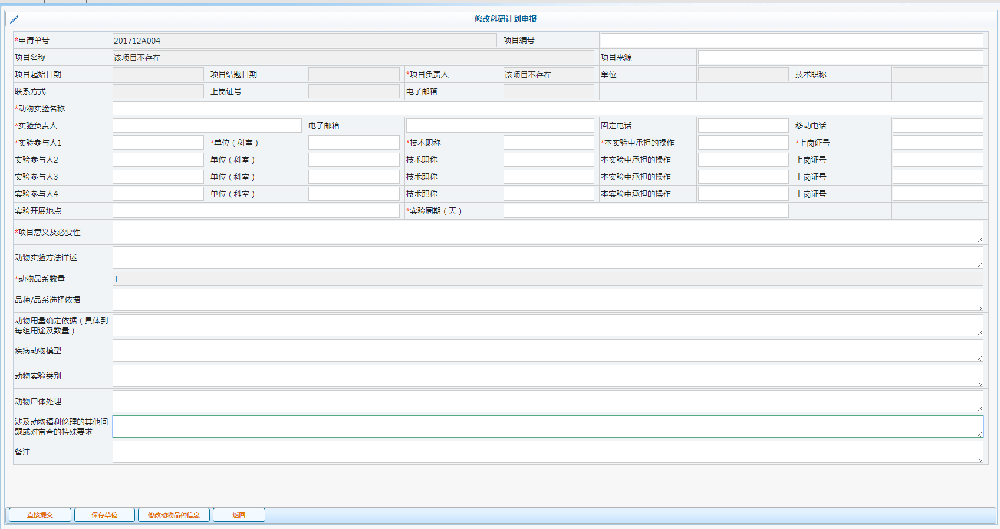 修改科研计划申报
*申请单号 201712A004 项目编号
项目名称 该项目不存在 项目来源
项目起始日期 项目结题日期 *项目负责人 该项目不存在 单位 技术职称
联系方式 上岗证号 电子邮箱
*动物实验名称
*实验负责人 电子邮箱 固定电话 移动电话
*实验参与人1 *单位（科室） *技术职称 *本实验中承担的操作 *上岗证号
实验参与人2 单位（科室） 技术职称 本实验中承担的操作 上岗证号
实验参与人3 单位（科室） 技术职称 本实验中承担的操作 上岗证号
实验参与人4 单位（科室） 技术职称 本实验中承担的操作 上岗证号
实验开展地点 *实验周期（天）
*项目意义及必要性
动物实验方法详述
*动物品系数量 1
品种/品系选择依据
动物用量确定依据（具体到
每组用途及数量）
疾病动物模型
动物实验类别
动物尸体处理
涉及动物福利伦理的其他问
题或对审查的特殊要求
备注
直接提交 保存草稿 修改动物品种信息 返回